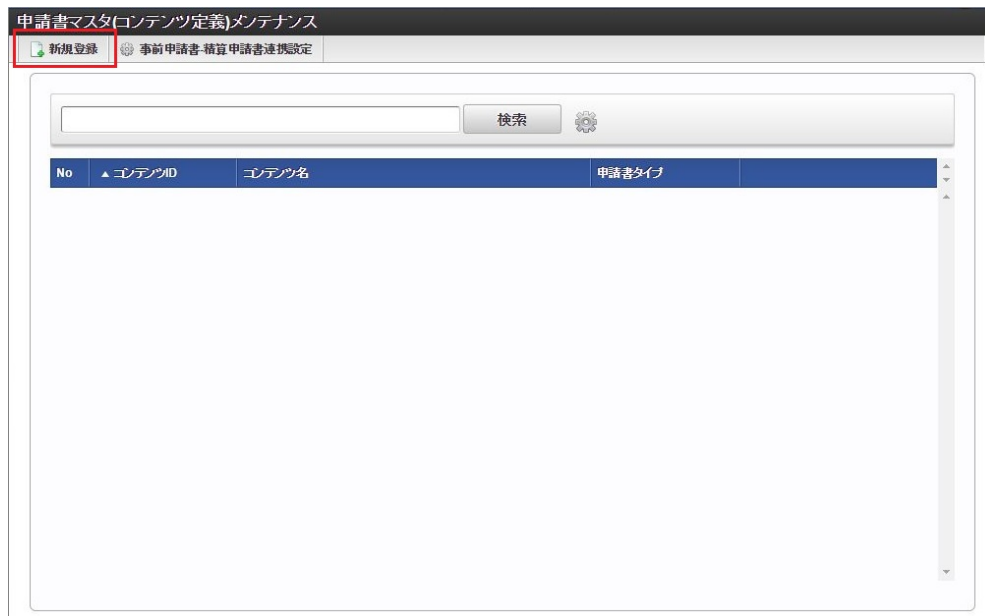 申請書マスタ(コンテンツ定義)メンテナンス
新規登録 事前申請書-精算申請書連携設定
検索
No ▲ コンテンツID コンテンツ名 申請書タイプ